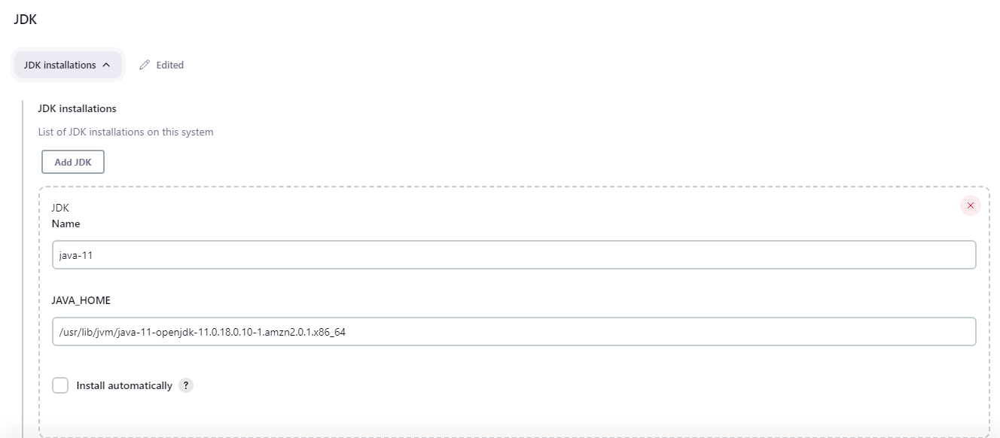 JDK
JDK installations
Edited
JDK installations
List of JDK installations on this system
Add JDK
JDK
Name
java-11
JAVA_HOME
/usr/lib/jvm/java-11-openjdk-11.0.18.0.10-1.amzn2.0.1.x86_64
Install automatically ?